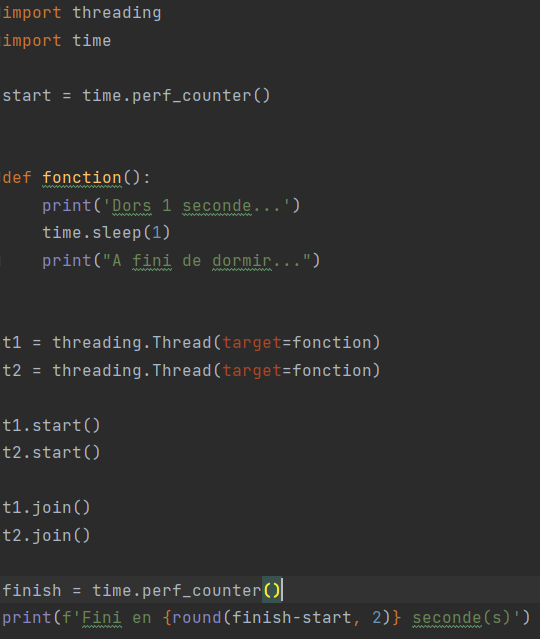 import threading
import time
start = time.perf_counter()
def fonction():
    print('Dors 1 seconde...')
    time.sleep(1)
    print("A fini de dormir...")
t1 = threading.Thread(target=fonction)
t2 = threading.Thread(target=fonction)
t1.start()
t2.start()
t1.join()
t2.join()
finish = time.perf_counter()
print(f'Fini en {round(finish-start, 2)} seconde(s)')